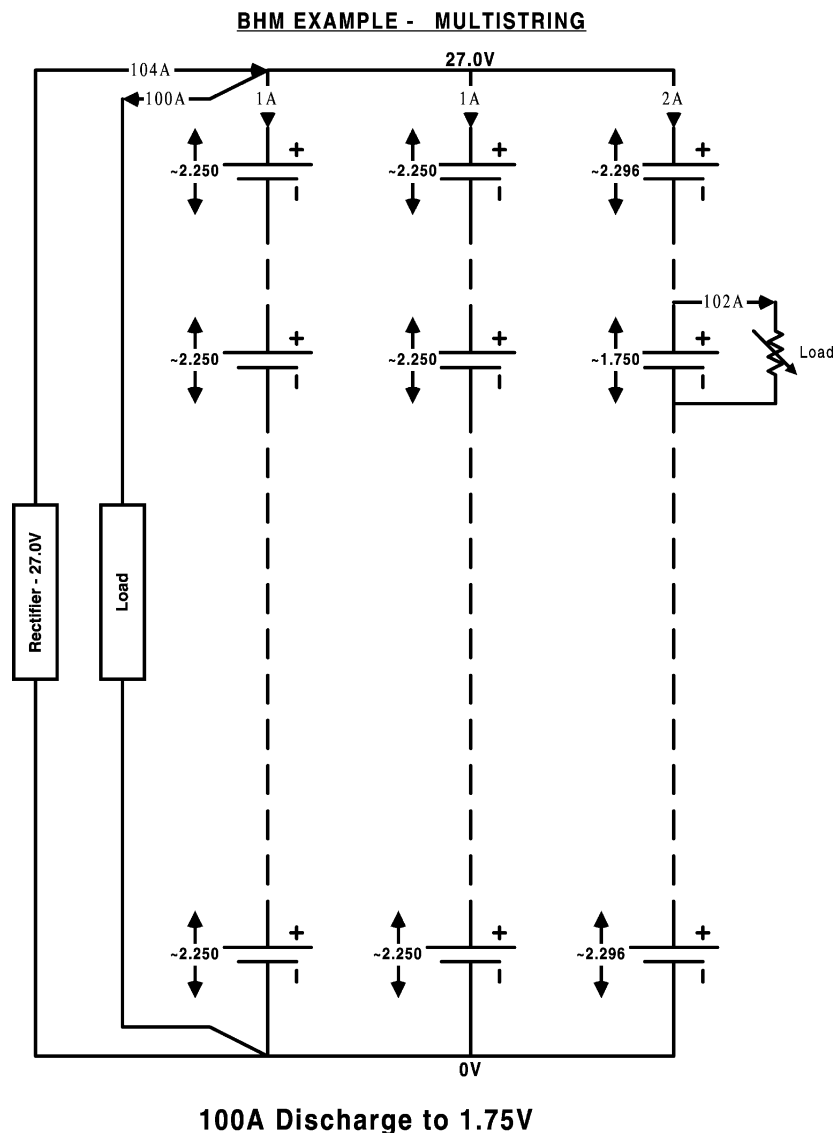 BHM EXAMPLE - MULTISTRING
27.0V
104A
100A
1A
1A
2A
+
+
+
~2.250
~2.250
~2.296
102A
+
+
+
~2.250
~2.250
~1.750
Load
Rectifier - 27.0V
Load
+
+
+
~2.250
~2.250
~2.296
0V
100A Discharge to 1.75V